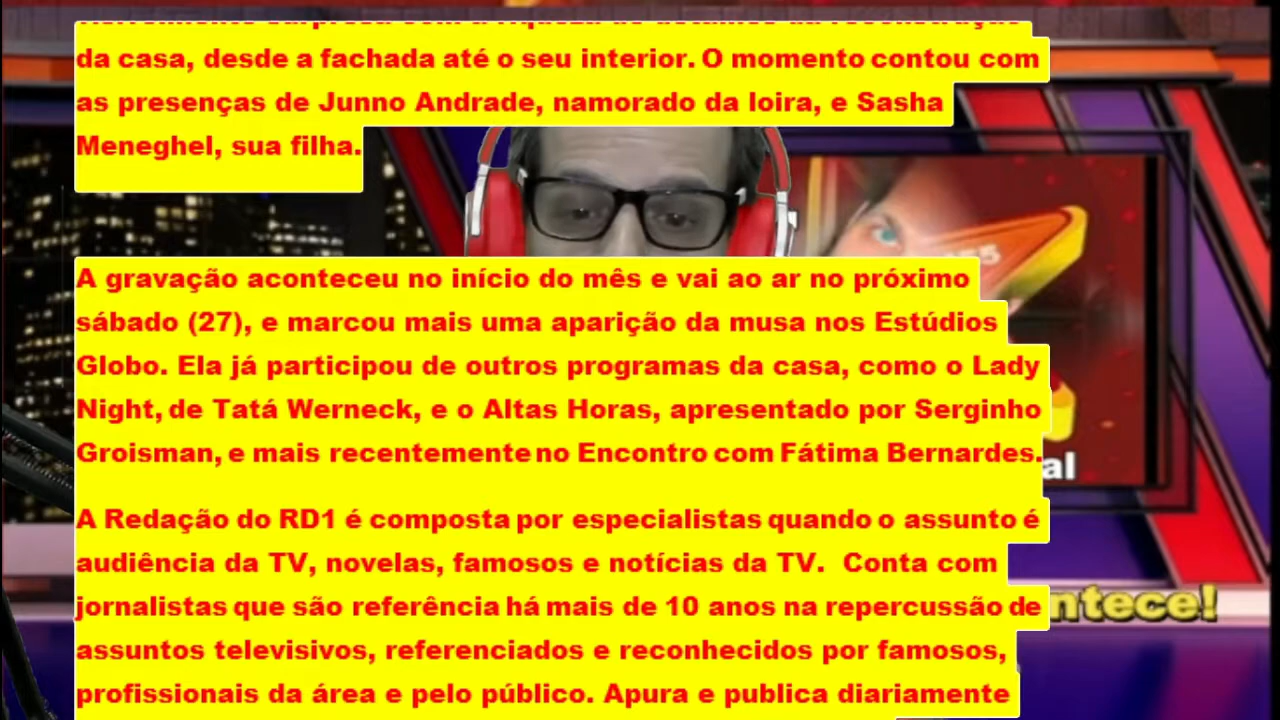 da casa, desde a fachada até o seu interior. O momento contou com
as presenças de Junno Andrade, namorado da loira, e Sasha
Meneghel, sua filha.
A gravação aconteceu no início do mês e vai ao ar no próximo
sábado (27), e marcou mais uma aparição da musa nos Estúdios
Globo. Ela já participou de outros programas da casa, como o Lady
Night, de Tatá Werneck, e o Altas Horas, apresentado por Serginho
Groisman, e mais recentemente no Encontro com Fátima Bernardes.
al
A Redação do RD1 é composta por especialistas quando o assunto é
audiência da TV, novelas, famosos e notícias da TV. Conta com
jornalistas que são referência há mais de 10 anos na repercussão de
ntece!
assuntos televisivos, referenciados e reconhecidos por famosos,
profissionais da área e pelo público. Apura e publica diariamente